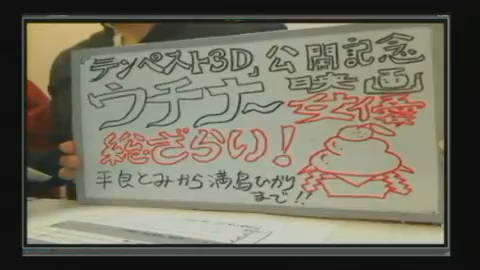 テンペスト3D」公開記念
ウチナ〜映画
女優
総ざらい!
平良とみから満島ひかり
まで!!